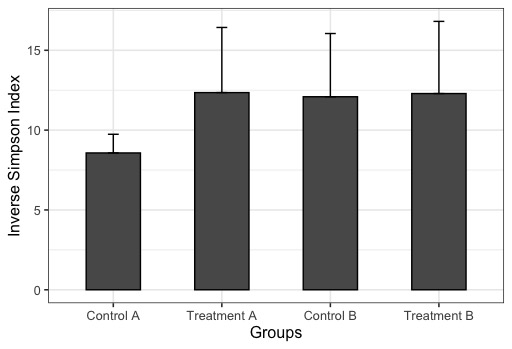 Inverse Simpson Index
15
10
5
0
Control A
Treatment A
Control B
Treatment B
Groups